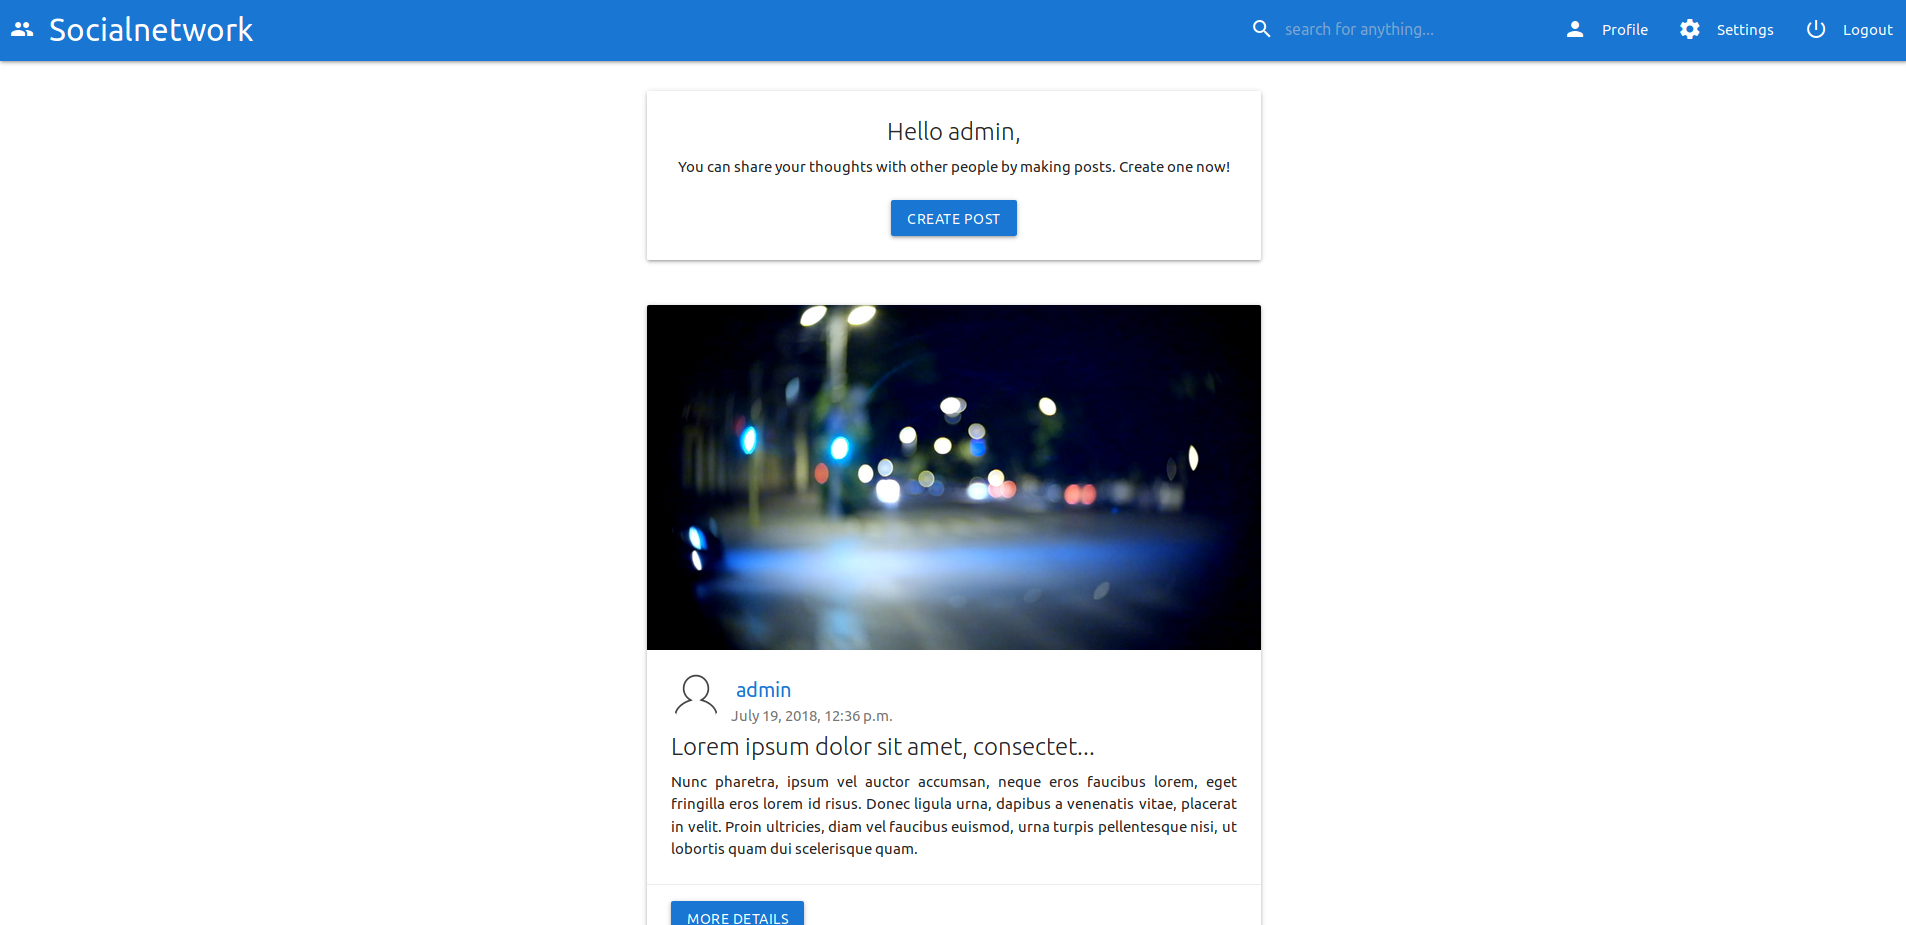 Socialnetwork
search for anything...
Profile
Settings
Logout
Hello admin,
You can share your thoughts with other people by making posts. Create one now!
CREATE POST
admin
July 19, 2018, 12:36 p.m.
Lorem ipsum dolor sit amet, consectet...
Nunc pharetra, ipsum vel auctor accumsan, neque eros faucibus lorem, eget
fringilla eros lorem id risus. Donec ligula urna, dapibus a venenatis vitae, placerat
in velit. Proin ultricies, diam vel faucibus euismod, urna turpis pellentesque nisi, ut
lobortis quam dui scelerisque quam.
MORE DETAILS